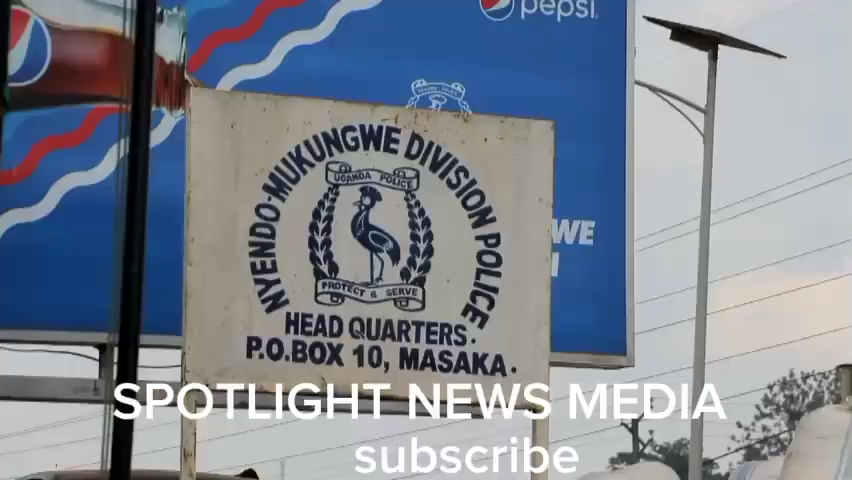 pepsi
NYENDO-MUKUNGWE DIVISION POLICE
UGANDA POLICE
PROTECT & SERVE
HEAD QUARTERS.
P.O.BOX 10, MASAKA.
WE
SPOTLIGHT NEWS MEDIA
subscribe